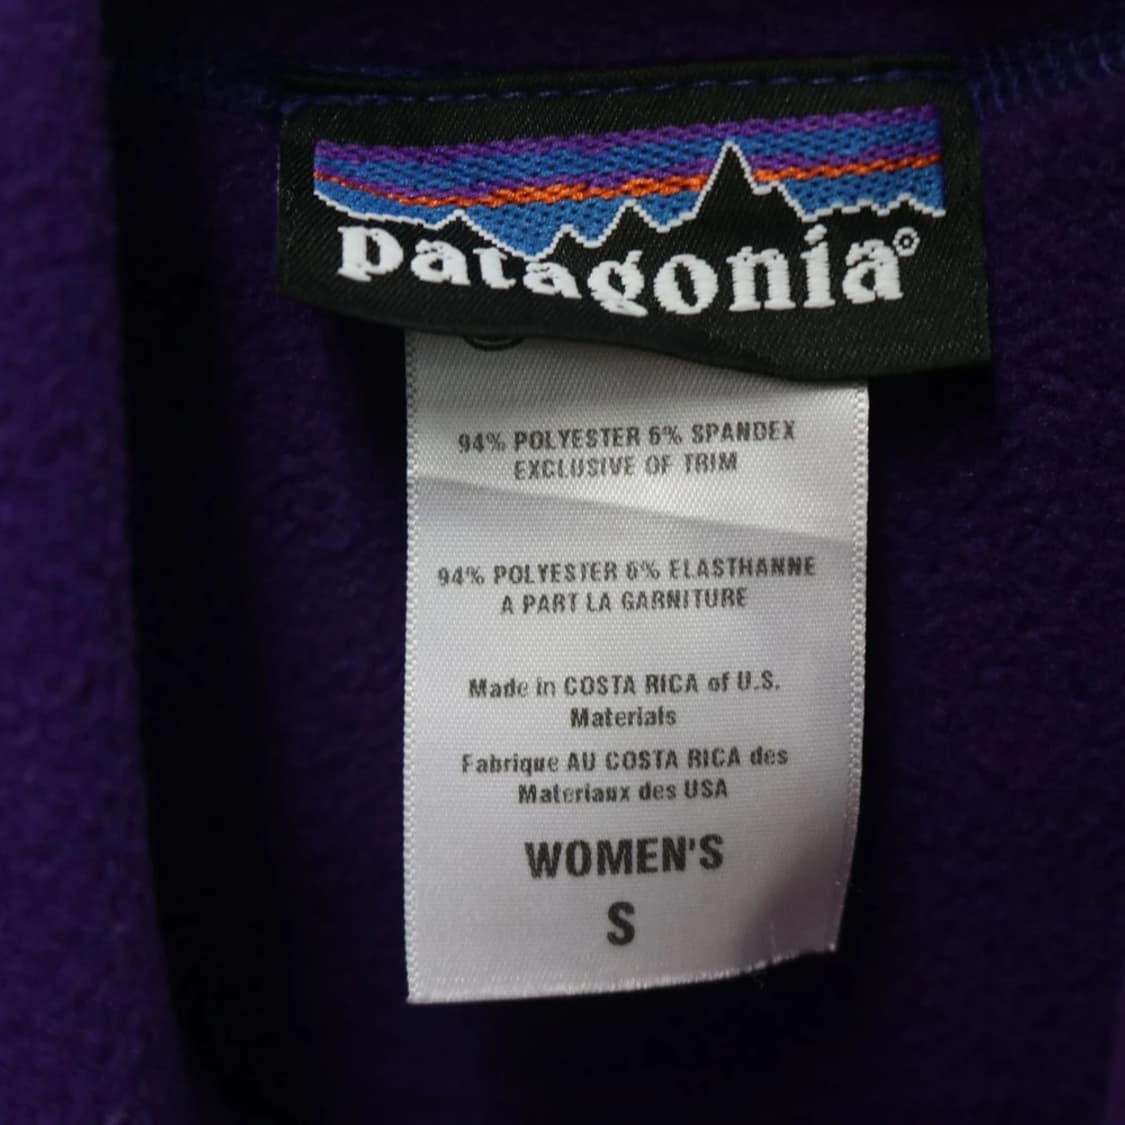 patagonia®
94% POLYESTER 6% SPANDEX
EXCLUSIVE OF TRIM
94% POLYESTER 6% ELASTHANNE
A PART LA GARNITURE
Made in COSTA RICA of U.S.
Materials
Fabrique AU COSTA RICA des
Materiaux des USA
WOMEN'S
S